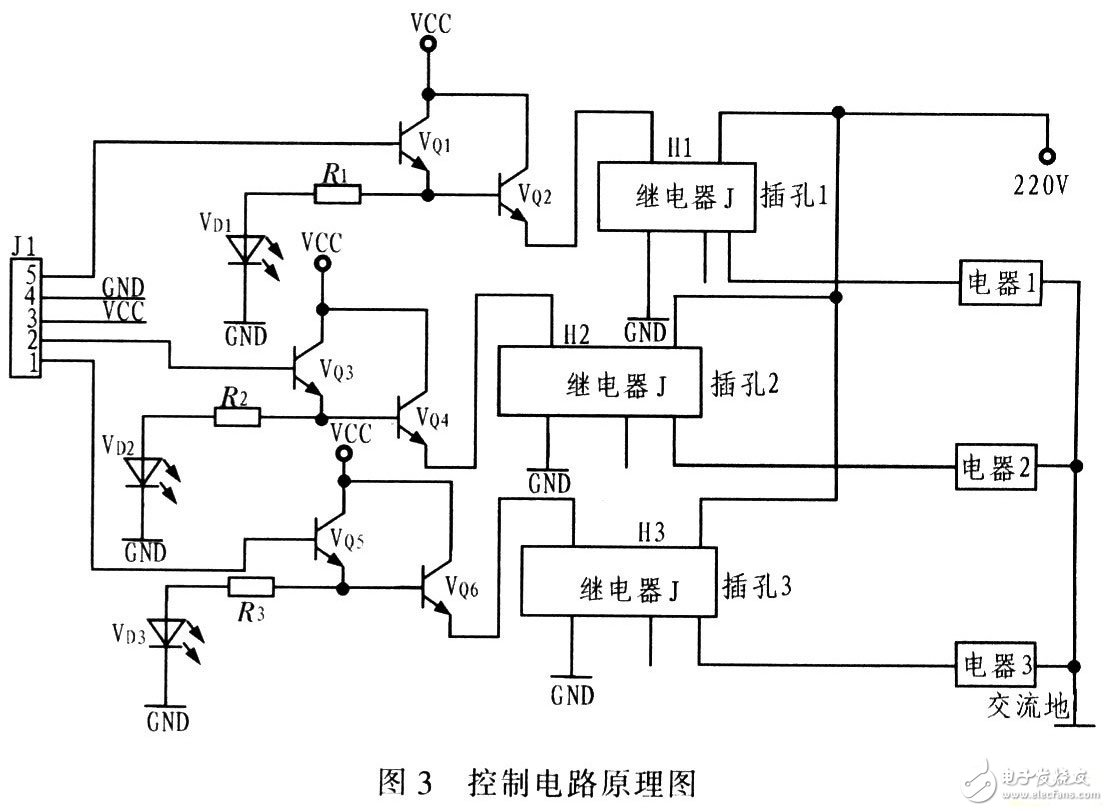 VCC
VQ1
R1
VQ2
H1
继电器 J
插孔1
220V
VD1
VCC
J1
5
4
3
2
1
GND
VCC
GND
GND
电器1
H2
VQ3
继电器 J
插孔2
R2
VQ4
VCC
VD2
GND
电器2
GND
VQ5
H3
VQ6
继电器 J
插孔3
R3
VD3
GND
GND
电器3
交流地
图 3 控制电路原理图
电子发烧友
www.elecfans.com